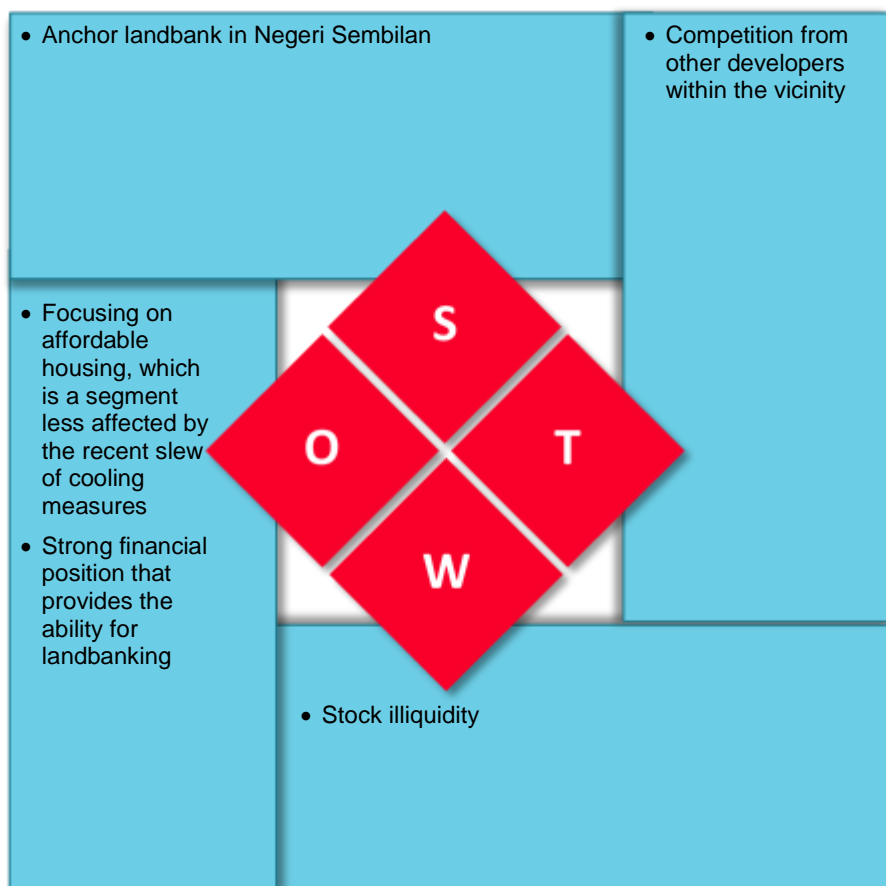 • Anchor landbank in Negeri Sembilan
• Competition from
other developers
within the vicinity
• Focusing on
affordable
housing, which
is a segment
less affected by
the recent slew
of cooling
measures
• Strong financial
position that
provides the
ability for
landbanking
S
O
T
W
• Stock illiquidity